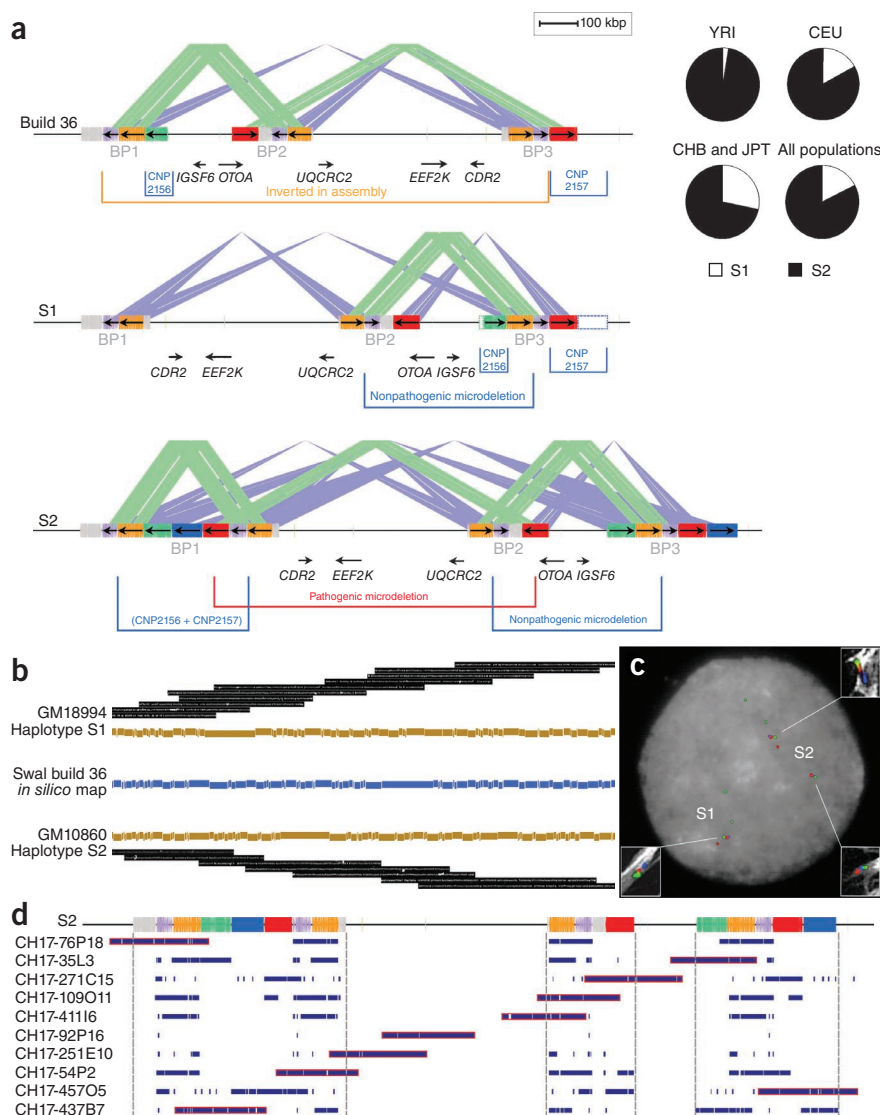 a
100 kbp
YRI
CEU
Build 36
BP1
BP2
BP3
IGSF6
OTOA
UQCRC2
EEF2K
CDR2
CNP
2156
CNP
2157
Inverted in assembly
CHB and JPT
All populations
S1
S2
S1
BP1
BP2
BP3
CDR2
EEF2K
UQCRC2
OTOA
IGSF6
CNP
2156
CNP
2157
Nonpathogenic microdeletion
S2
BP1
BP2
BP3
CDR2
EEF2K
UQCRC2
OTOA
IGSF6
(CNP2156 + CNP2157)
Pathogenic microdeletion
Nonpathogenic microdeletion
b
GM18994
Haplotype S1
Swal build 36
in silico map
GM10860
Haplotype S2
c
S2
S1
d
S2
CH17-76P18
CH17-35L3
CH17-271C15
CH17-109O11
CH17-411I6
CH17-92P16
CH17-251E10
CH17-54P2
CH17-457O5
CH17-437B7